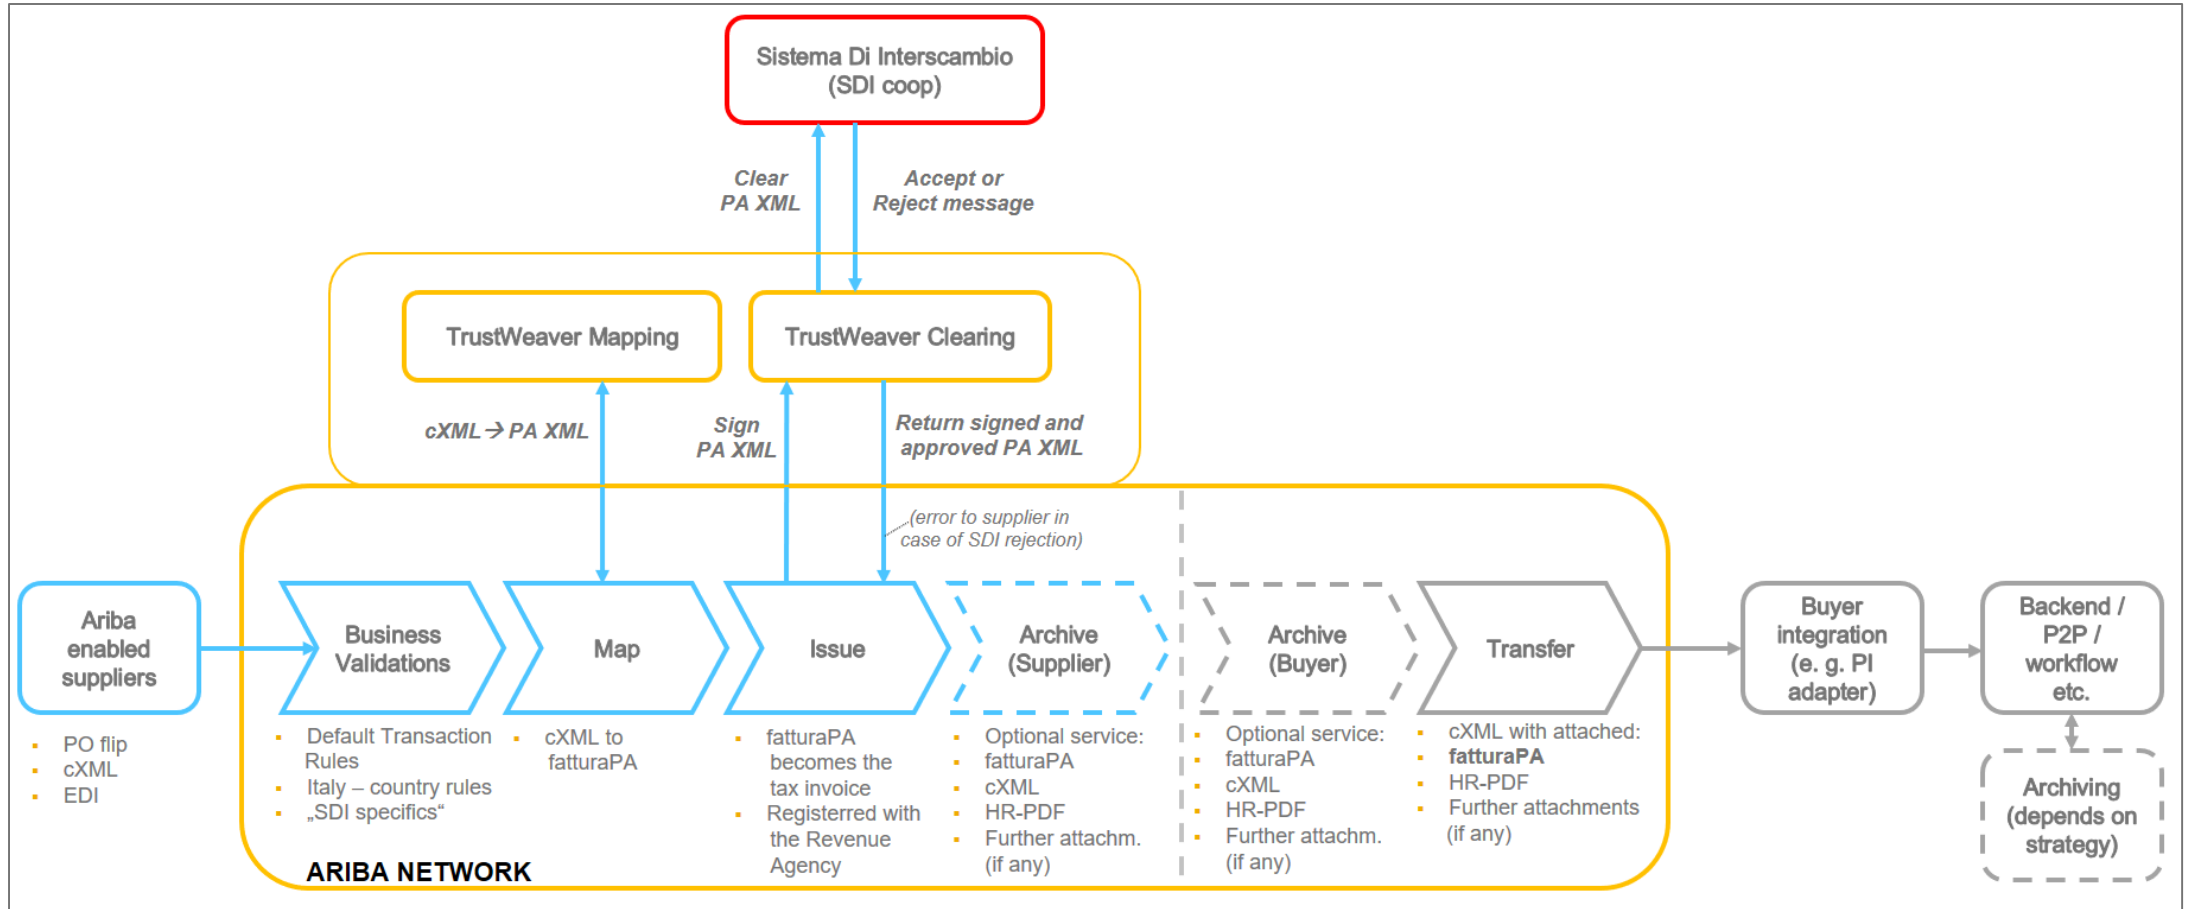 Sistema Di Interscambio
(SDI coop)
Clear
PA XML
Accept or
Reject message
TrustWeaver Mapping
TrustWeaver Clearing
cXML→ PA XML
Sign
PA XML
Return signed and
approved PA XML
(error to supplier in
case of SDI rejection)
Ariba
enabled
suppliers
Business
Validations
Map
Issue
Archive
(Supplier)
Archive
(Buyer)
Transfer
Buyer
integration
(e. g. PI
adapter)
Backend /
P2P /
workflow
etc.
▪ PO flip
▪ cXML
▪ EDI
▪ Default Transaction
Rules
▪ Italy – country rules
▪ „SDI specifics“
▪ cXML to
fatturaPA
▪ fatturaPA
becomes the
tax invoice
▪ Registerred with
the Revenue
Agency
▪ Optional service:
▪ fatturaPA
▪ cXML
▪ HR-PDF
▪ Further attachm.
(if any)
▪ Optional service:
▪ fatturaPA
▪ cXML
▪ HR-PDF
▪ Further attachm.
(if any)
▪ cXML with attached:
▪ fatturaPA
▪ HR-PDF
▪ Further attachments
(if any)
Archiving
(depends on
strategy)
ARIBA NETWORK